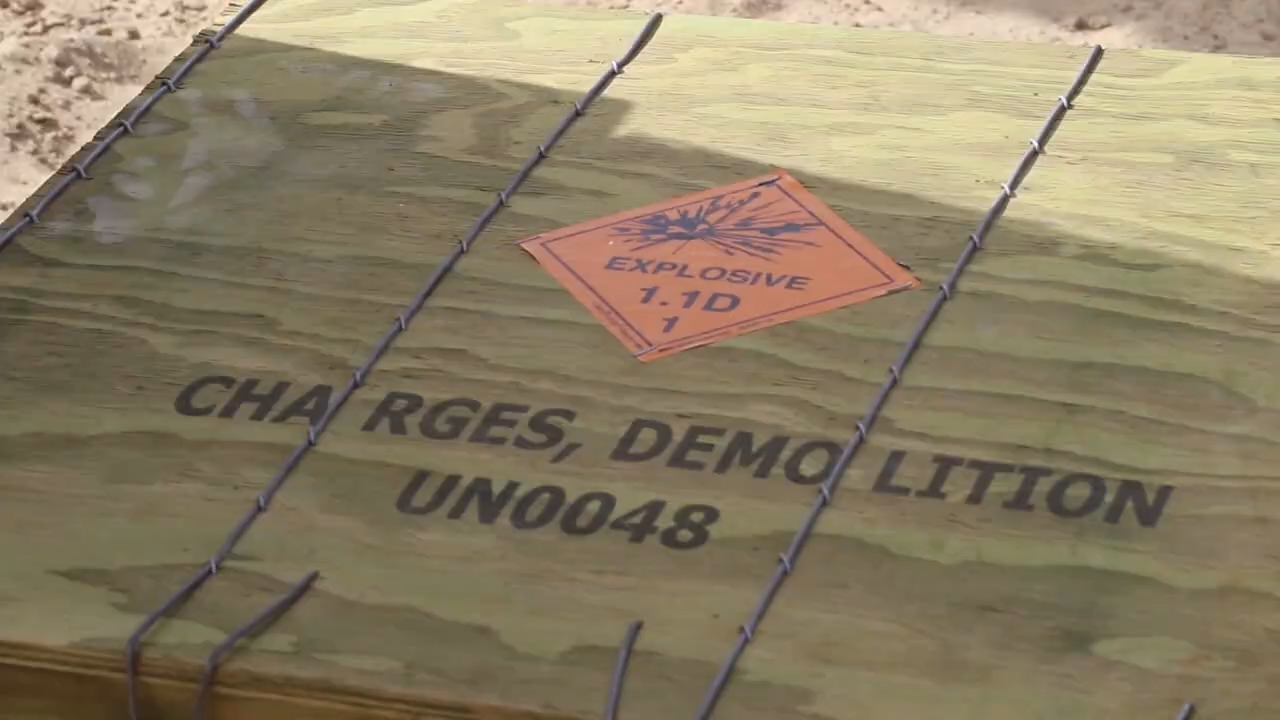 EXPLOSIVE
1.1D
1
CHARGES, DEMOLITION
UN0048